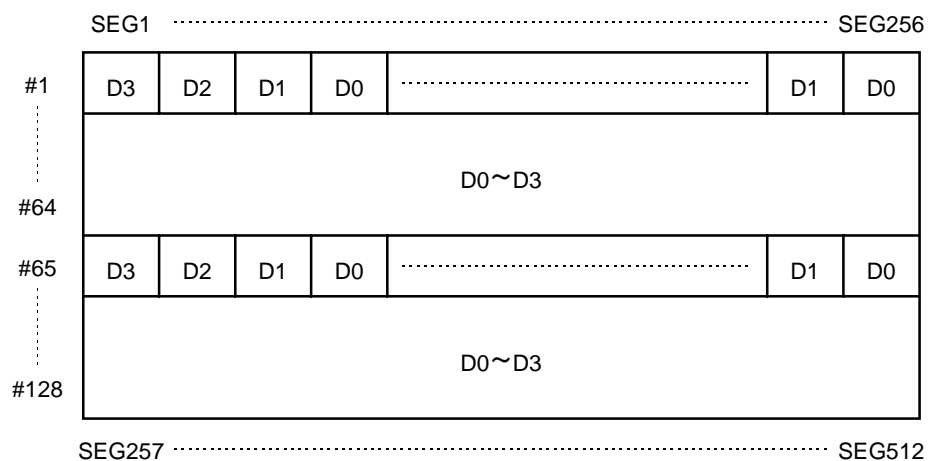 SEG1 SEG256
#1 D3 D2 D1 D0 D1 D0
D0～D3
#64
#65 D3 D2 D1 D0 D1 D0
D0～D3
#128
SEG257 SEG512